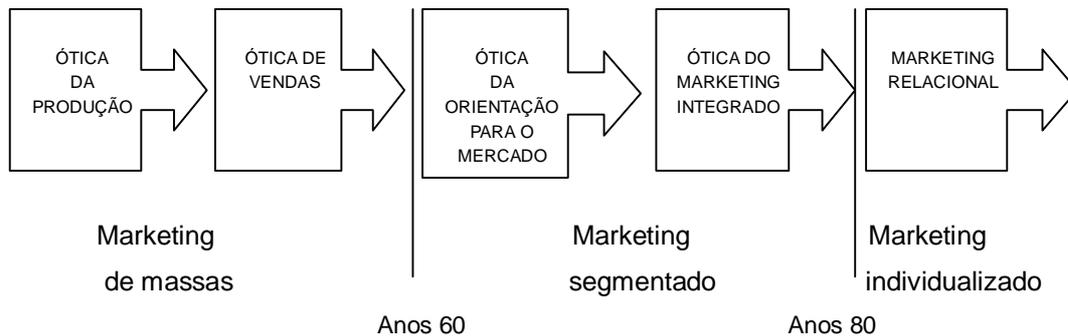 ÓTICA
DA
PRODUÇÃO
ÓTICA DE
VENDAS
ÓTICA
DA
ORIENTAÇÃO
PARA O
MERCADO
ÓTICA DO
MARKETING
INTEGRADO
MARKETING
RELACIONAL
Marketing
de massas
Marketing
segmentado
Marketing
individualizado
Anos 60
Anos 80